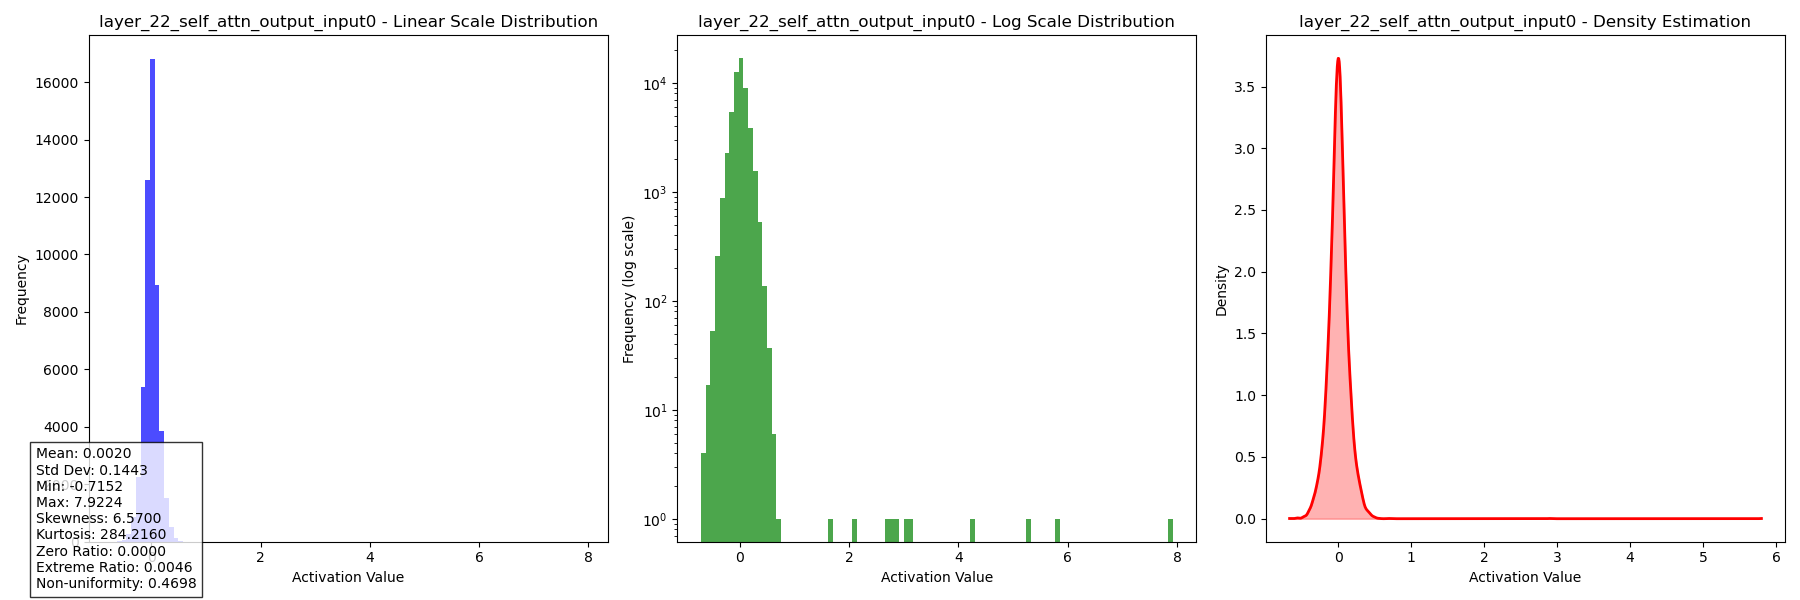 layer_22_self_attn_output_input0 - Linear Scale Distribution
Frequency
16000
14000
12000
10000
8000
6000
4000
Mean: 0.0020
Std Dev: 0.1443
Min: -0.7152
Max: 7.9224
Skewness: 6.5700
Kurtosis: 284.2160
Zero Ratio: 0.0000
Extreme Ratio: 0.0046
Non-uniformity: 0.4698
2 4 6 8
Activation Value
layer_22_self_attn_output_input0 - Log Scale Distribution
Frequency (log scale)
10⁴
10³
10²
10¹
10⁰
0 2 4 6 8
Activation Value
layer_22_self_attn_output_input0 - Density Estimation
Density
3.5
3.0
2.5
2.0
1.5
1.0
0.5
0.0
0 1 2 3 4 5 6
Activation Value